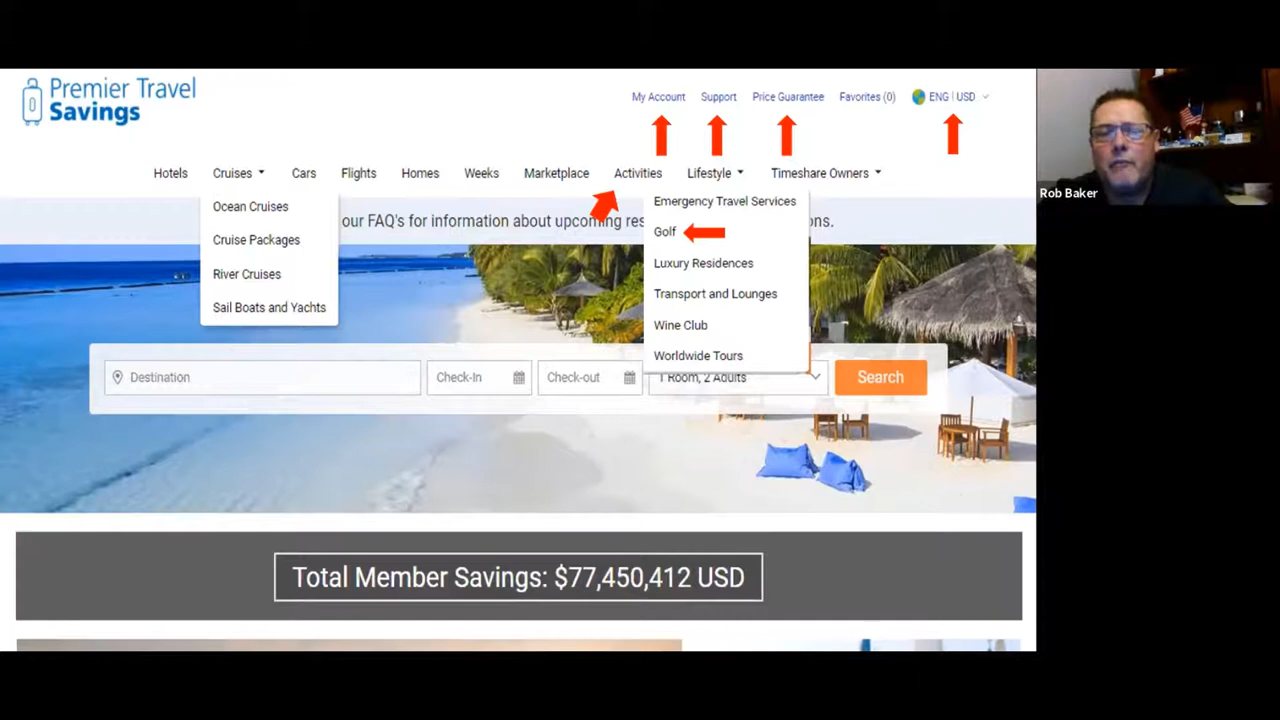 Premier Travel
Savings
My Account Support Price Guarantee Favorites (0) ENG | USD
Hotels Cruises Cars Flights Homes Weeks Marketplace Activities Lifestyle Timeshare Owners
Ocean Cruises
Cruise Packages
River Cruises
Sail Boats and Yachts
our FAQ's for information about upcoming res ons.
Emergency Travel Services
Golf
Luxury Residences
Transport and Lounges
Wine Club
Worldwide Tours
Destination Check-In Check-out 1 Room, 2 Adults Search
Total Member Savings: $77,450,412 USD
Rob Baker